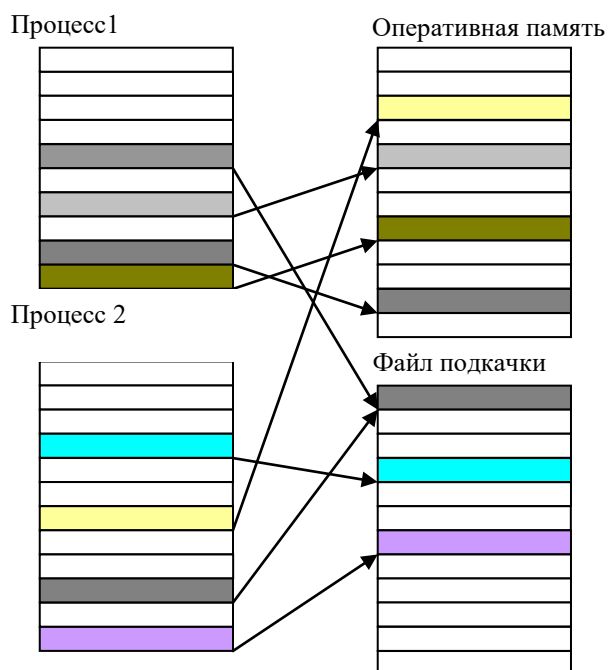 Процесс1
Оперативная память
Процесс 2
Файл подкачки